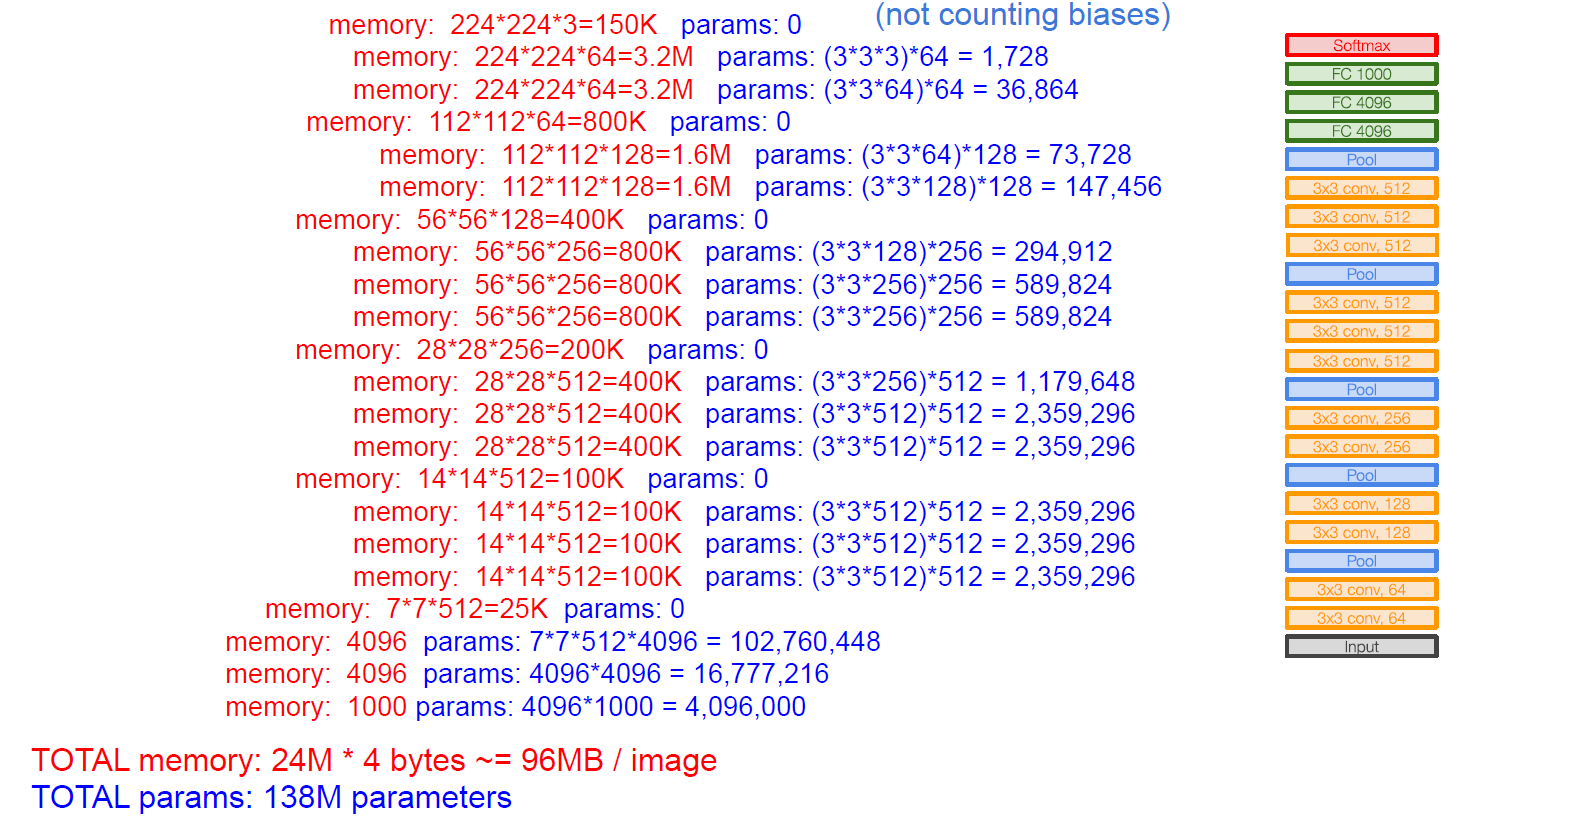 (not counting biases)
memory: 224*224*3=150K params: 0
memory: 224*224*64=3.2M params: (3*3*3)*64 = 1,728
memory: 224*224*64=3.2M params: (3*3*64)*64 = 36,864
memory: 112*112*64=800K params: 0
memory: 112*112*128=1.6M params: (3*3*64)*128 = 73,728
memory: 112*112*128=1.6M params: (3*3*128)*128 = 147,456
memory: 56*56*128=400K params: 0
memory: 56*56*256=800K params: (3*3*128)*256 = 294,912
memory: 56*56*256=800K params: (3*3*256)*256 = 589,824
memory: 56*56*256=800K params: (3*3*256)*256 = 589,824
memory: 28*28*256=200K params: 0
memory: 28*28*512=400K params: (3*3*256)*512 = 1,179,648
memory: 28*28*512=400K params: (3*3*512)*512 = 2,359,296
memory: 28*28*512=400K params: (3*3*512)*512 = 2,359,296
memory: 14*14*512=100K params: 0
memory: 14*14*512=100K params: (3*3*512)*512 = 2,359,296
memory: 14*14*512=100K params: (3*3*512)*512 = 2,359,296
memory: 14*14*512=100K params: (3*3*512)*512 = 2,359,296
memory: 7*7*512=25K params: 0
memory: 4096 params: 7*7*512*4096 = 102,760,448
memory: 4096 params: 4096*4096 = 16,777,216
memory: 1000 params: 4096*1000 = 4,096,000
TOTAL memory: 24M * 4 bytes ~= 96MB / image
TOTAL params: 138M parameters
Softmax
FC 1000
FC 4096
FC 4096
Pool
3x3 conv, 512
3x3 conv, 512
3x3 conv, 512
Pool
3x3 conv, 512
3x3 conv, 512
3x3 conv, 512
Pool
3x3 conv, 256
3x3 conv, 256
Pool
3x3 conv, 128
3x3 conv, 128
Pool
3x3 conv, 64
3x3 conv, 64
Input